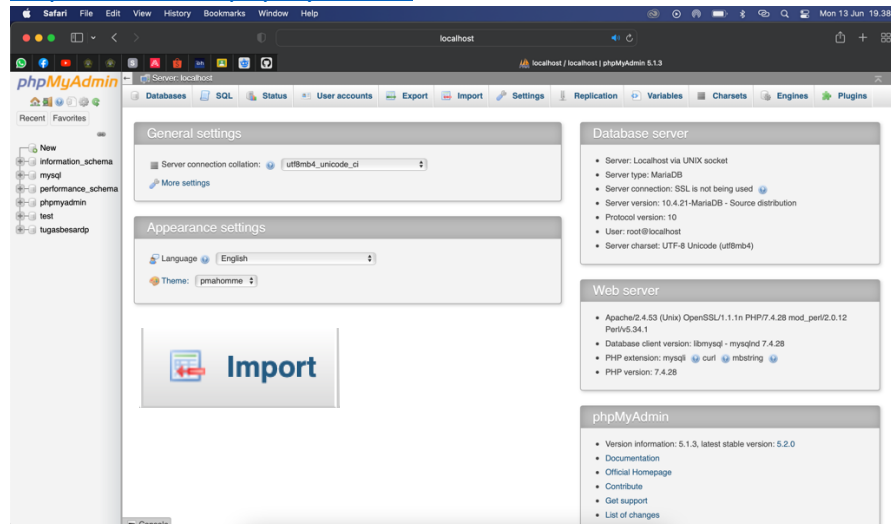 Safari File Edit View History Bookmarks Window Help Mon 13 Jun 19.38
localhost
localhost / localhost | phpMyAdmin 5.1.3
phpMyAdmin
Server: localhost
Databases SQL Status User accounts Export Import Settings Replication Variables Charsets Engines Plugins
Recent Favorites
New
information_schema
mysql
performance_schema
phpmyadmin
test
tugasbesardp
General settings
Server connection collation: utf8mb4_unicode_ci
More settings
Appearance settings
Language English
Theme: pmahomme
Import
Database server
Server: Localhost via UNIX socket
Server type: MariaDB
Server connection: SSL is not being used
Server version: 10.4.21-MariaDB - Source distribution
Protocol version: 10
User: root@localhost
Server charset: UTF-8 Unicode (utf8mb4)
Web server
Apache/2.4.53 (Unix) OpenSSL/1.1.1n PHP/7.4.28 mod_perl/2.0.12
Perl/v5.34.1
Database client version: libmysql - mysqlnd 7.4.28
PHP extension: mysqli curl mbstring
PHP version: 7.4.28
phpMyAdmin
Version information: 5.1.3, latest stable version: 5.2.0
Documentation
Official Homepage
Contribute
Get support
List of changes
Console